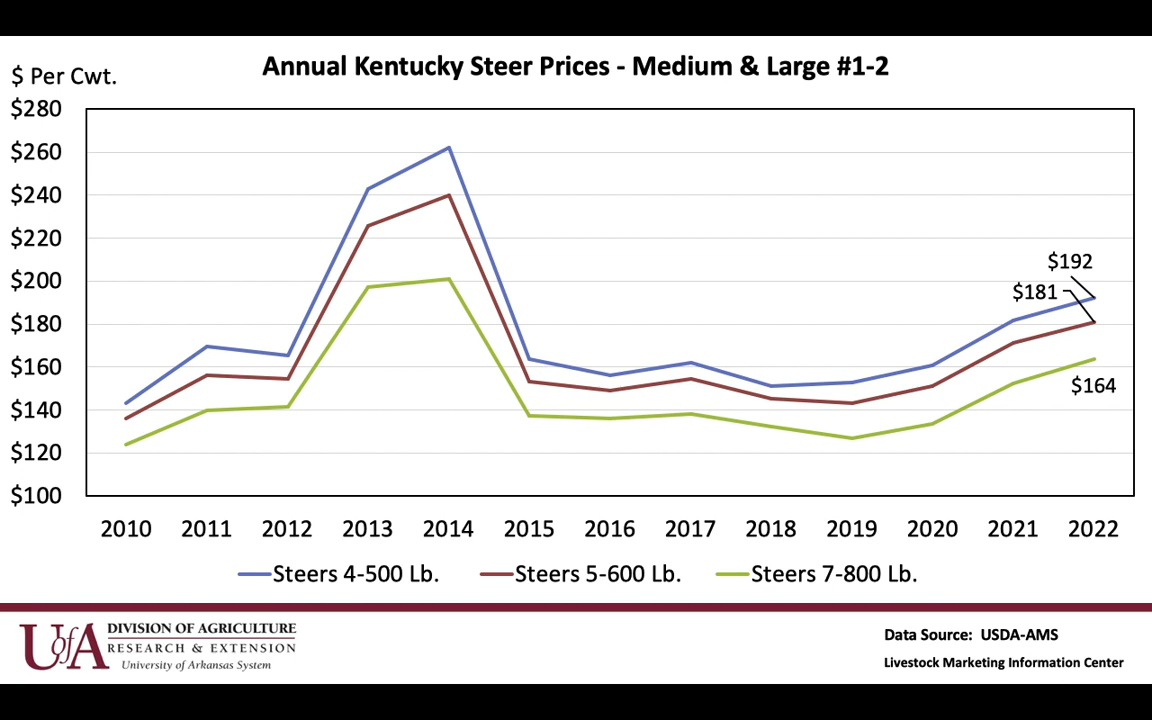 Annual Kentucky Steer Prices - Medium & Large #1-2
$ Per Cwt.
$280
$260
$240
$220
$200
$180
$160
$140
$120
$100
$192
$181
$164
2010 2011 2012 2013 2014 2015 2016 2017 2018 2019 2020 2021 2022
Steers 4-500 Lb. Steers 5-600 Lb. Steers 7-800 Lb.
UofA
DIVISION OF AGRICULTURE
RESEARCH & EXTENSION
University of Arkansas System
Data Source: USDA-AMS
Livestock Marketing Information Center